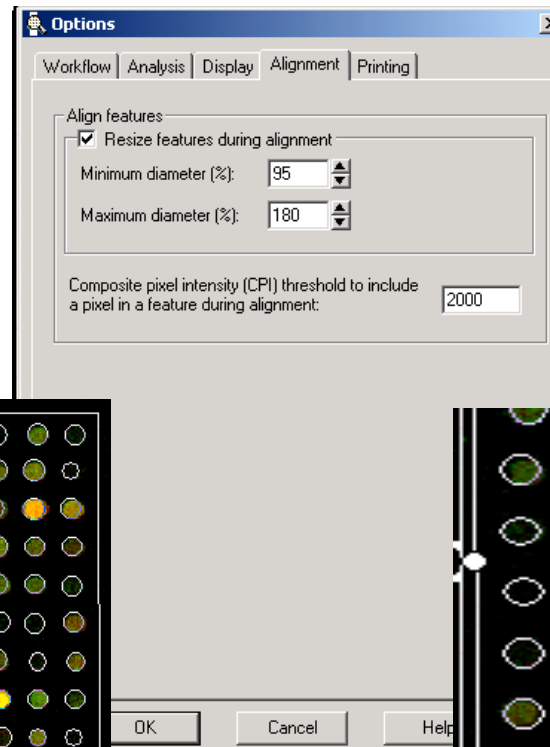 Options
Workflow Analysis Display Alignment Printing
Align features
Resize features during alignment
Minimum diameter (%): 95
Maximum diameter (%): 180
Composite pixel intensity (CPI) threshold to include
a pixel in a feature during alignment: 2000
OK Cancel Help